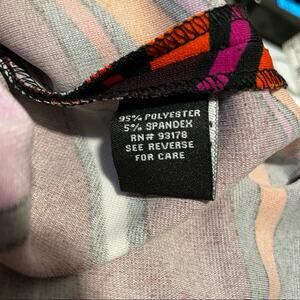 95% POLYESTER
5% SPANDEX
RN# 93178
SEE REVERSE
FOR CARE